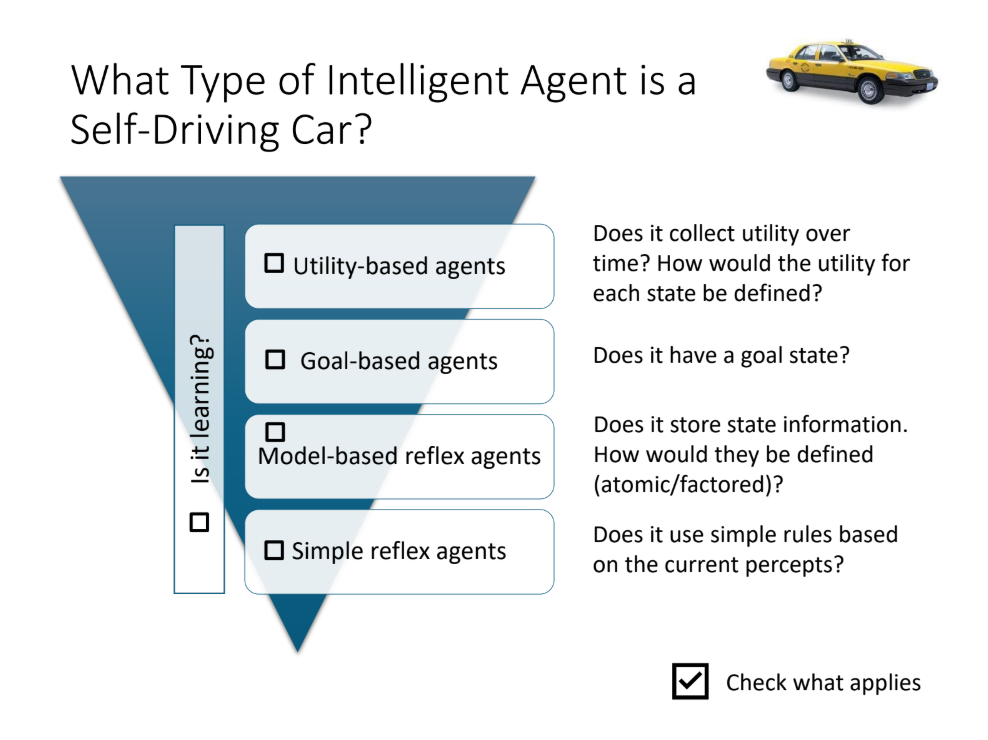 What Type of Intelligent Agent is a
Self-Driving Car?
Is it learning?
Utility-based agents
Does it collect utility over
time? How would the utility for
each state be defined?
Goal-based agents
Does it have a goal state?
Model-based reflex agents
Does it store state information.
How would they be defined
(atomic/factored)?
Simple reflex agents
Does it use simple rules based
on the current percepts?
Check what applies